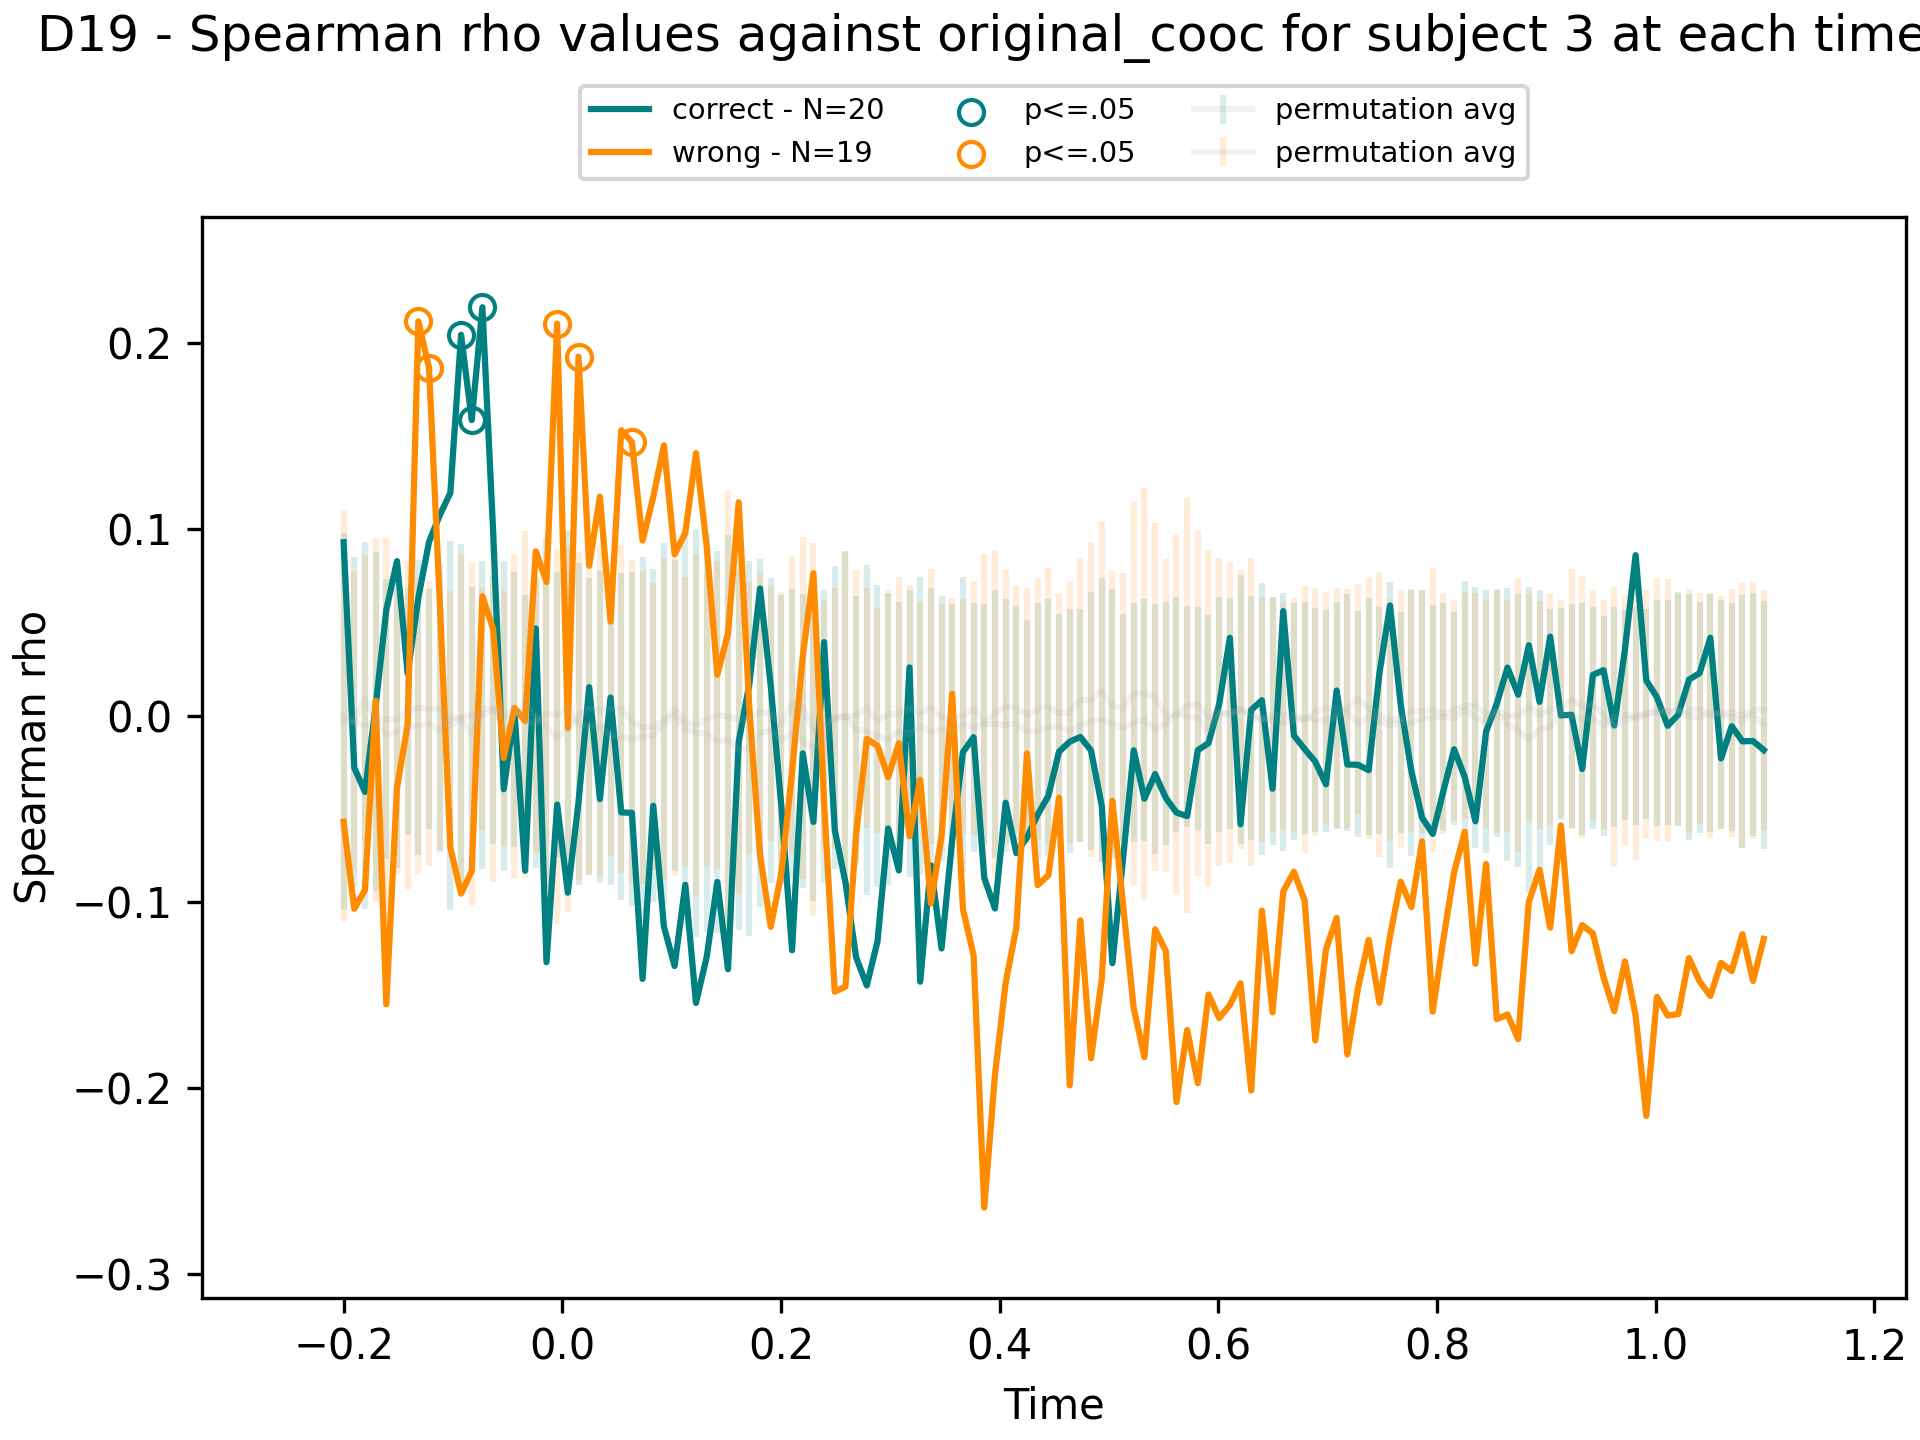 D19 - Spearman rho values against original_cooc for subject 3 at each time
correct - N=20
wrong - N=19
p<=.05
p<=.05
permutation avg
permutation avg
Spearman rho
0.2
0.1
0.0
−0.1
−0.2
−0.3
−0.2
0.0
0.2
0.4
0.6
0.8
1.0
1.2
Time